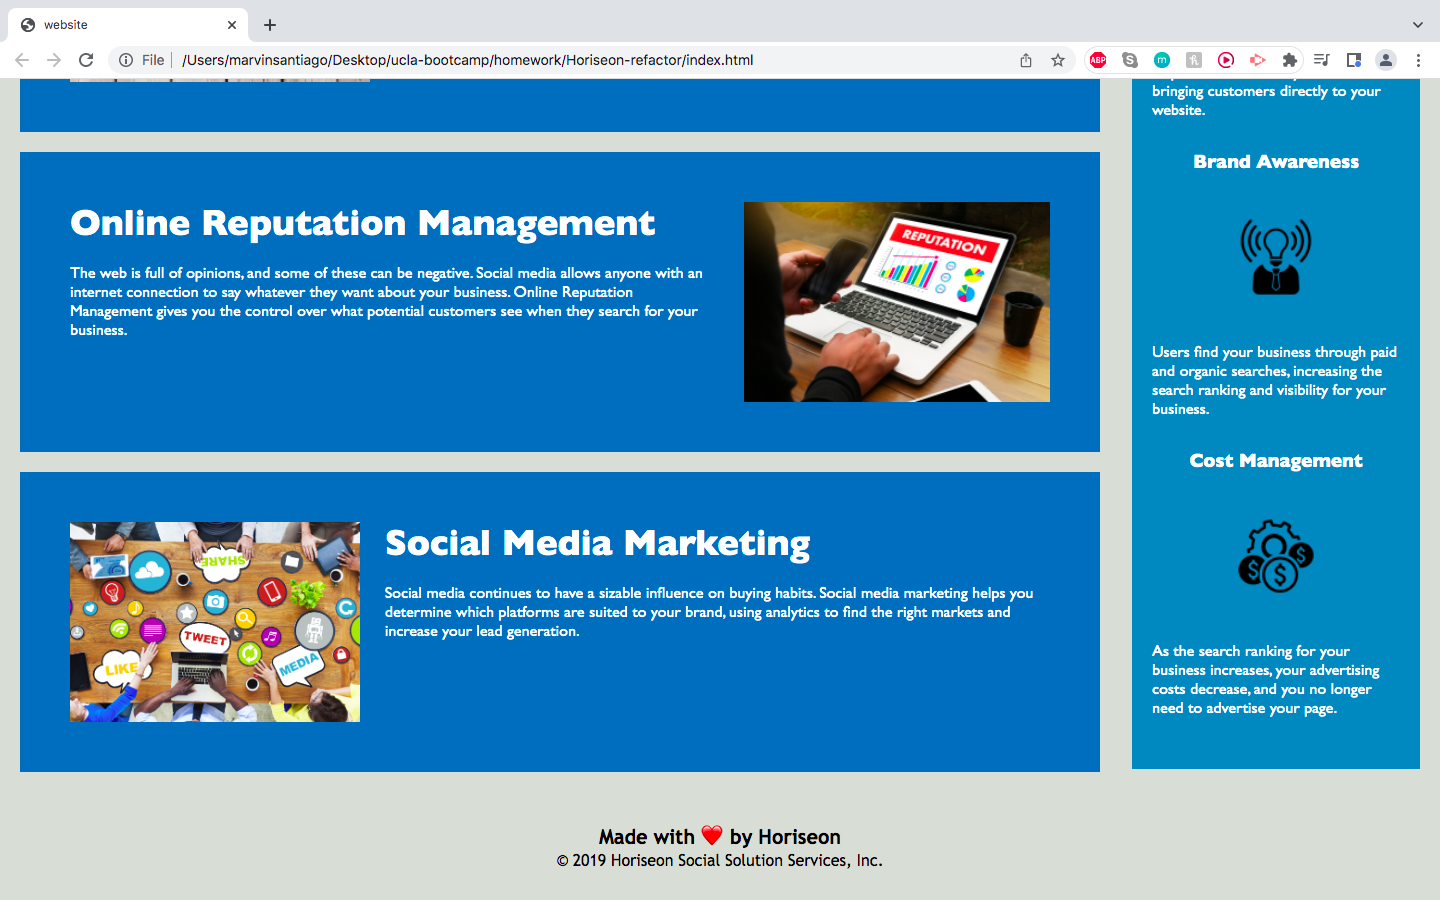 website
File
/Users/marvinsantiago/Desktop/ucla-bootcamp/homework/Horiseon-refactor/index.html
ABP
m
bringing customers directly to your
website.
Online Reputation Management
The web is full of opinions, and some of these can be negative. Social media allows anyone with an
internet connection to say whatever they want about your business. Online Reputation
Management gives you the control over what potential customers see when they search for your
business.
REPUTATION
Social Media Marketing
Social media continues to have a sizable influence on buying habits. Social media marketing helps you
determine which platforms are suited to your brand, using analytics to find the right markets and
increase your lead generation.
SHARE
TWEET
LIKE
MEDIA
Brand Awareness
Users find your business through paid
and organic searches, increasing the
search ranking and visibility for your
business.
Cost Management
$
$
$
As the search ranking for your
business increases, your advertising
costs decrease, and you no longer
need to advertise your page.
Made with ❤️ by Horiseon
© 2019 Horiseon Social Solution Services, Inc.